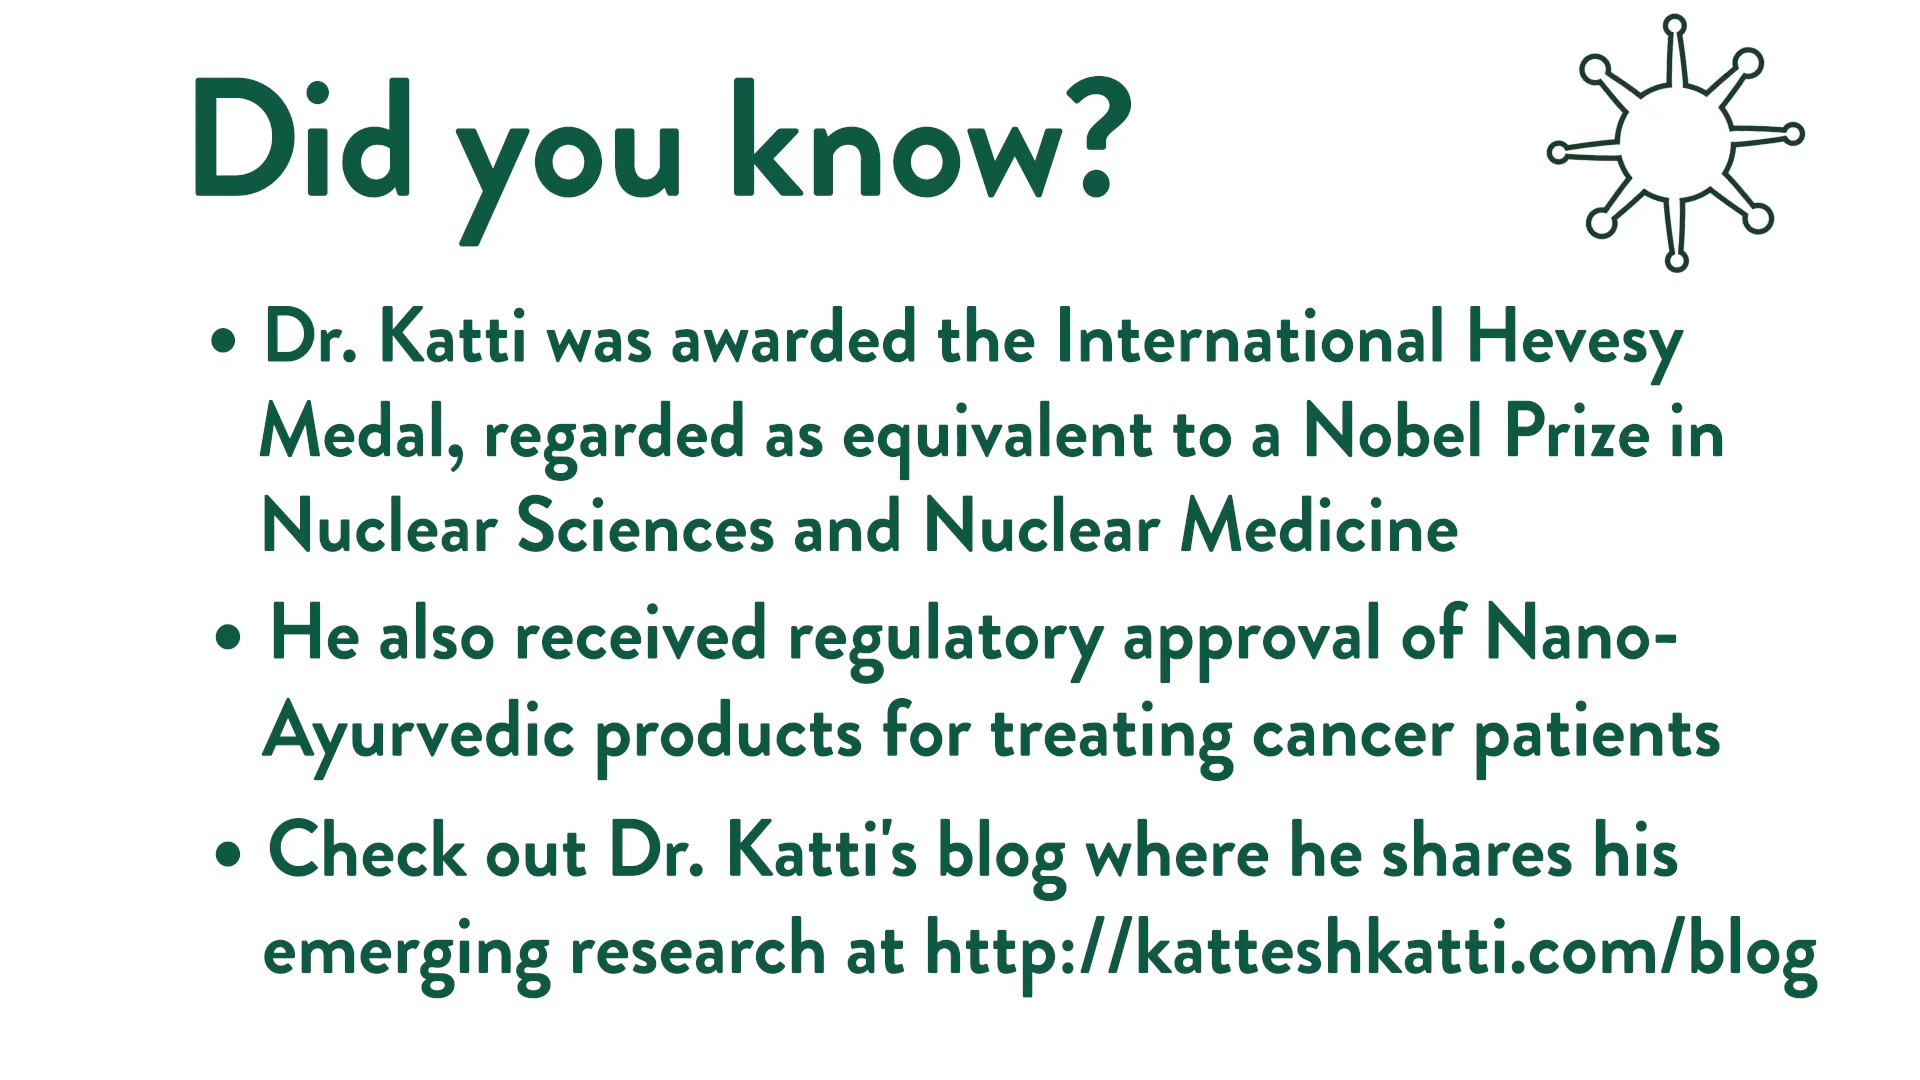 Did you know?
• Dr. Katti was awarded the International Hevesy
Medal, regarded as equivalent to a Nobel Prize in
Nuclear Sciences and Nuclear Medicine
• He also received regulatory approval of Nano-
Ayurvedic products for treating cancer patients
• Check out Dr. Katti's blog where he shares his
emerging research at http://katteshkatti.com/blog